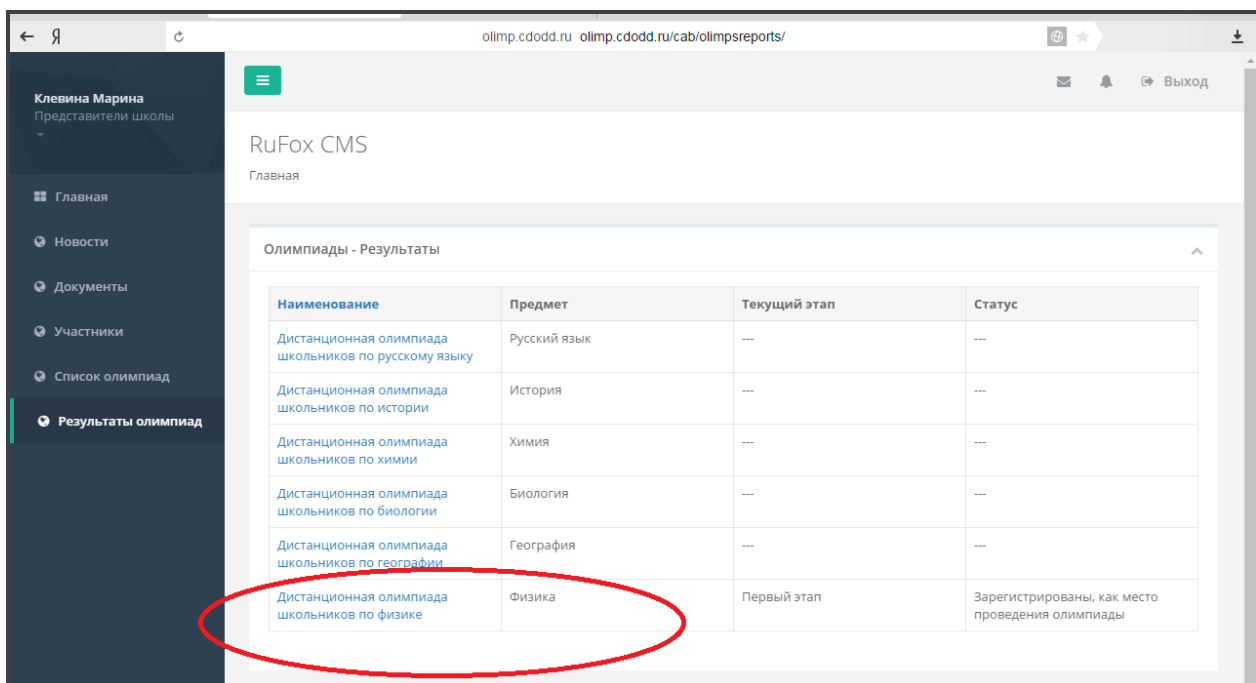 Я olimp.cdodd.ru olimp.cdodd.ru/cab/olimpsreports/
Клевина Марина
Представители школы
Выход
RuFox CMS
Главная
Главная
Новости
Документы
Участники
Список олимпиад
Результаты олимпиад
Олимпиады - Результаты
Наименование Предмет Текущий этап Статус
Дистанционная олимпиада Русский язык --- ---
школьников по русскому языку
Дистанционная олимпиада История --- ---
школьников по истории
Дистанционная олимпиада Химия --- ---
школьников по химии
Дистанционная олимпиада Биология --- ---
школьников по биологии
Дистанционная олимпиада География --- ---
школьников по географии
Дистанционная олимпиада Физика Первый этап Зарегистрированы, как место
школьников по физике проведения олимпиады